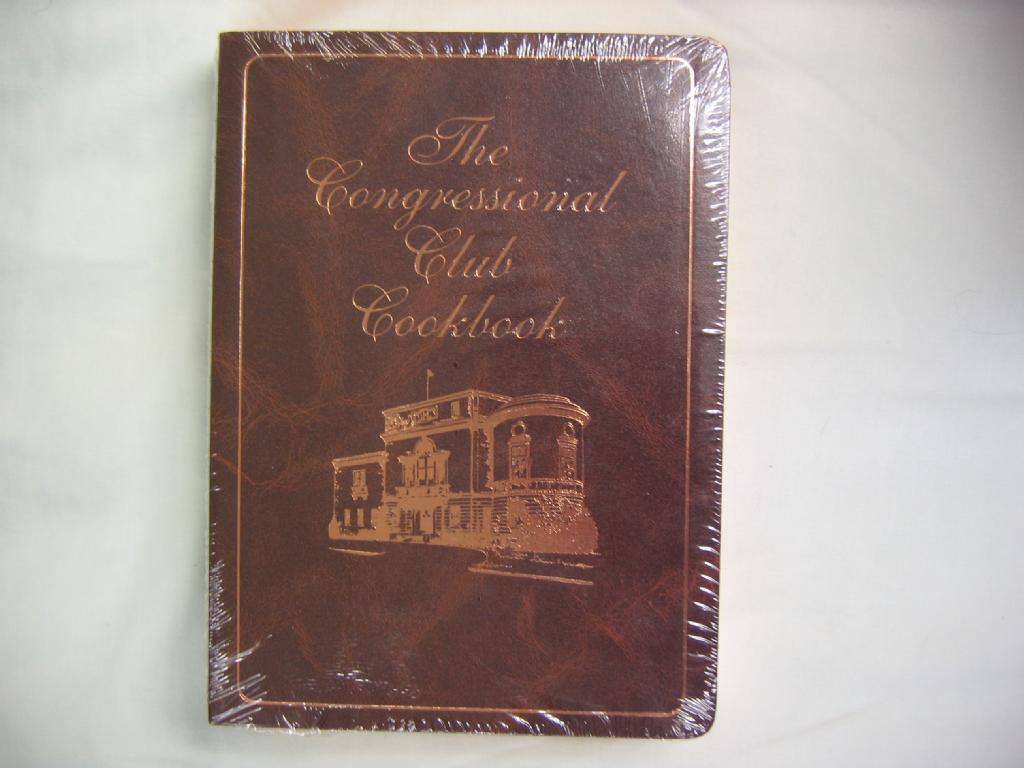 The
Congressional
Club
Cookbook